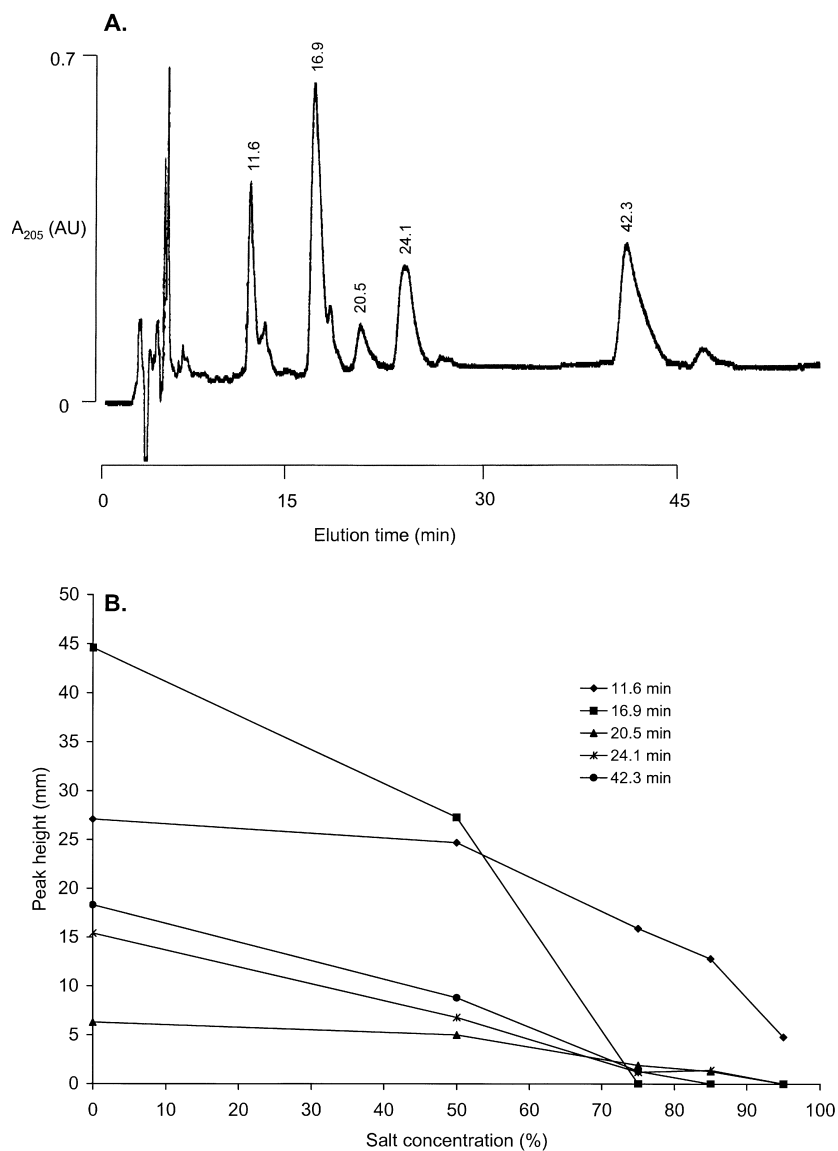 A.
0.7
16.9
11.6
42.3
24.1
A205 (AU)
20.5
0
0 15 30 45
Elution time (min)
B.
50
45
40
35
30
25
20
15
10
5
0
Peak height (mm)
11.6 min
16.9 min
20.5 min
24.1 min
42.3 min
0 10 20 30 40 50 60 70 80 90 100
Salt concentration (%)